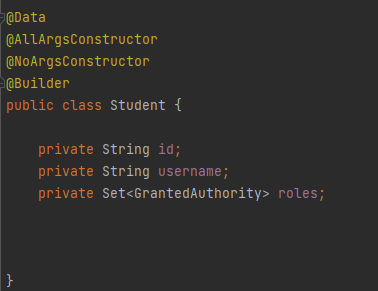 @Data
@AllArgsConstructor
@NoArgsConstructor
@Builder
public class Student {
private String id;
private String username;
private Set<GrantedAuthority> roles;
}